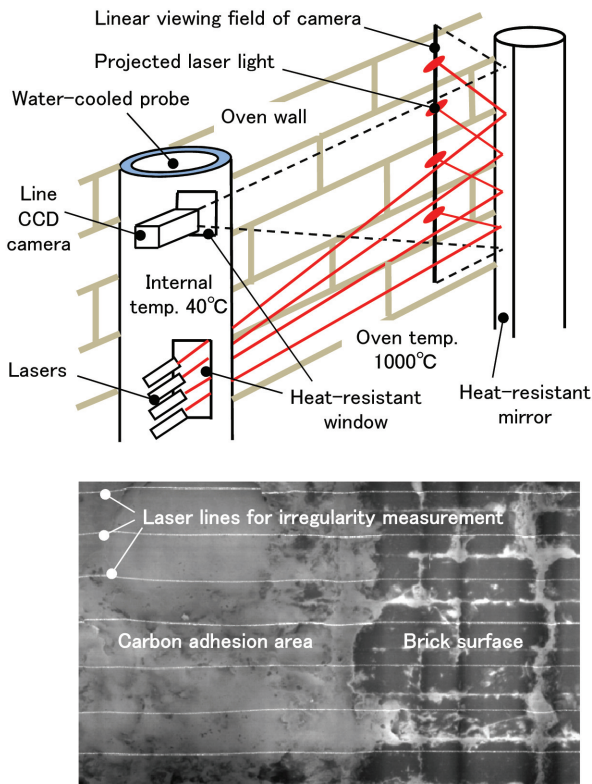 Linear viewing field of camera
Projected laser light
Water-cooled probe
Oven wall
Line
CCD
camera
Internal
temp. 40℃
Oven temp.
1000℃
Lasers
Heat-resistant
window
Heat-resistant
mirror
Laser lines for irregularity measurement
Carbon adhesion area
Brick surface